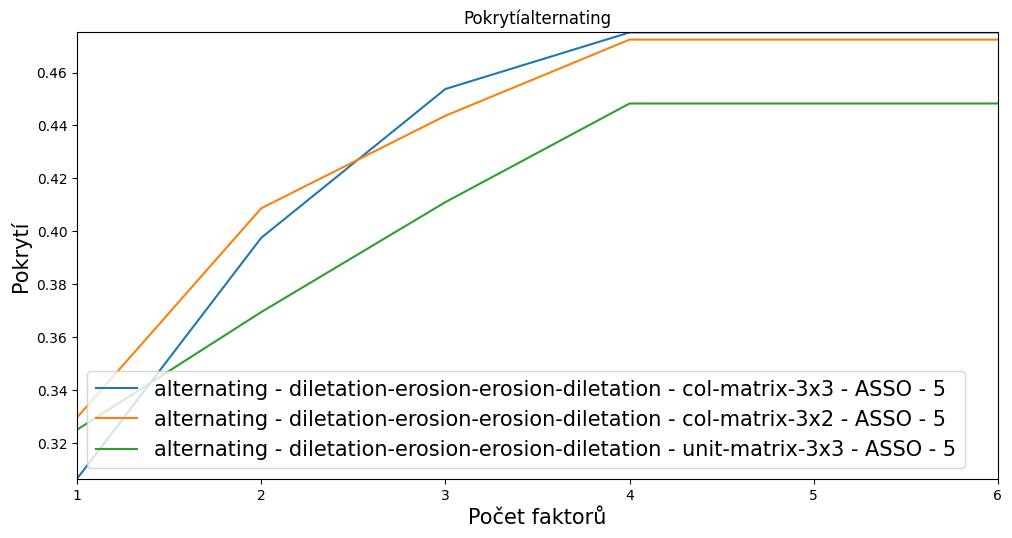 Pokrytíalternating
Pokrytí
0.46
0.44
0.42
0.40
0.38
0.36
0.34
0.32
alternating - diletation-erosion-erosion-diletation - col-matrix-3x3 - ASSO - 5
alternating - diletation-erosion-erosion-diletation - col-matrix-3x2 - ASSO - 5
alternating - diletation-erosion-erosion-diletation - unit-matrix-3x3 - ASSO - 5
1 2 3 4 5 6
Počet faktorů